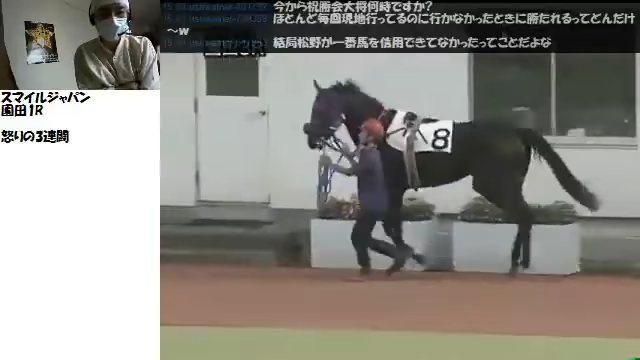 今から祝勝会大将何時ですか?
ほとんど毎回現地行ってるのに行かなかったときに勝たれるってどんだけ
~w
結局松野が一番馬を信用できてなかったってことだよな
スマイルジャパン
園田1R
怒りの3連闘
8